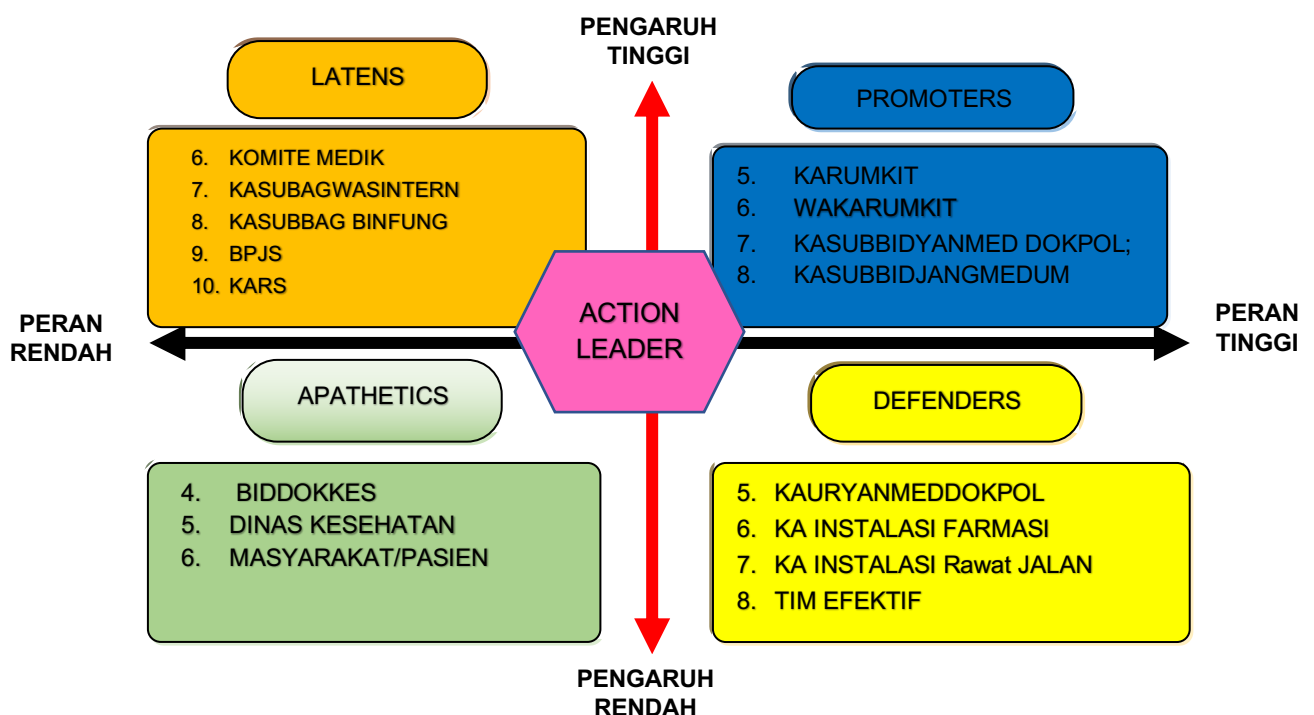 PENGARUH
TINGGI
LATENS
PROMOTERS
6. KOMITE MEDIK
7. KASUBAGWASINTERN
8. KASUBBAG BINFUNG
9. BPJS
10. KARS
5. KARUMKIT
6. WAKARUMKIT
7. KASUBBIDYANMED DOKPOL;
8. KASUBBIDJANGMEDUM
PERAN
RENDAH
ACTION
LEADER
PERAN
TINGGI
APATHETICS
DEFENDERS
4. BIDDOKKES
5. DINAS KESEHATAN
6. MASYARAKAT/PASIEN
5. KAURYANMEDDOKPOL
6. KA INSTALASI FARMASI
7. KA INSTALASI Rawat JALAN
8. TIM EFEKTIF
PENGARUH
RENDAH